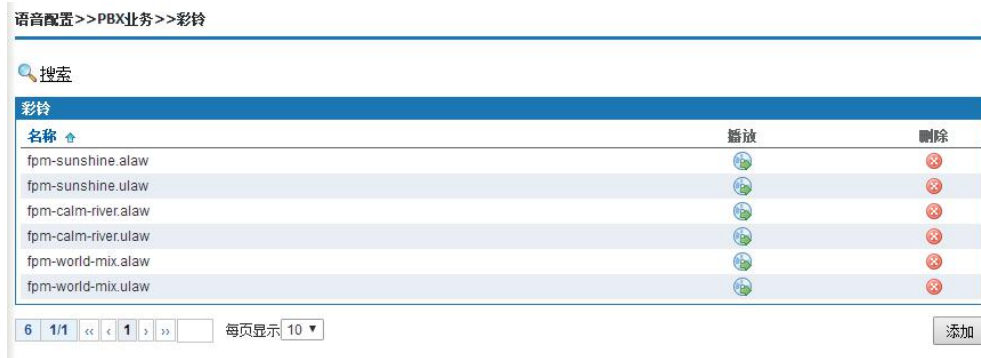 语音配置>>PBX业务>>彩铃
搜索
彩铃
名称 播放 删除
fpm-sunshine.alaw
fpm-sunshine.ulaw
fpm-calm-river.alaw
fpm-calm-river.ulaw
fpm-world-mix.alaw
fpm-world-mix.ulaw
6 1/1 ‹‹ ‹ 1 › ›› 每页显示 10 添加